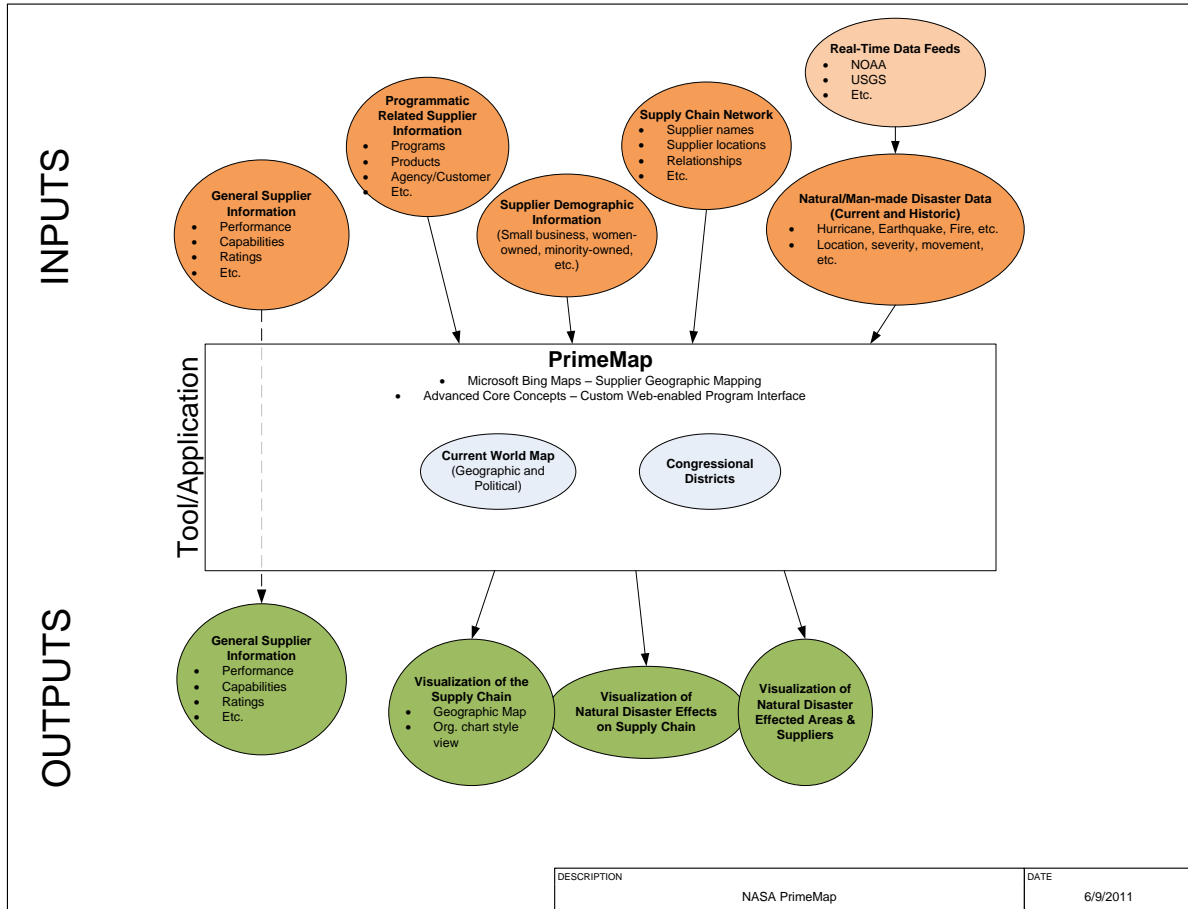 INPUTS
Real-Time Data Feeds
• NOAA
• USGS
• Etc.
Programmatic
Related Supplier
Information
• Programs
• Products
• Agency/Customer
• Etc.
Supply Chain Network
• Supplier names
• Supplier locations
• Relationships
• Etc.
General Supplier
Information
• Performance
• Capabilities
• Ratings
• Etc.
Supplier Demographic
Information
(Small business, women-
owned, minority-owned,
etc.)
Natural/Man-made Disaster Data
(Current and Historic)
• Hurricane, Earthquake, Fire, etc.
• Location, severity, movement,
etc.
Tool/Application
PrimeMap
• Microsoft Bing Maps – Supplier Geographic Mapping
• Advanced Core Concepts – Custom Web-enabled Program Interface
Current World Map
(Geographic and
Political)
Congressional
Districts
OUTPUTS
General Supplier
Information
• Performance
• Capabilities
• Ratings
• Etc.
Visualization of the
Supply Chain
• Geographic Map
• Org. chart style
view
Visualization of
Natural Disaster Effects
on Supply Chain
Visualization of
Natural Disaster
Effected Areas &
Suppliers
DESCRIPTION
NASA PrimeMap
DATE
6/9/2011